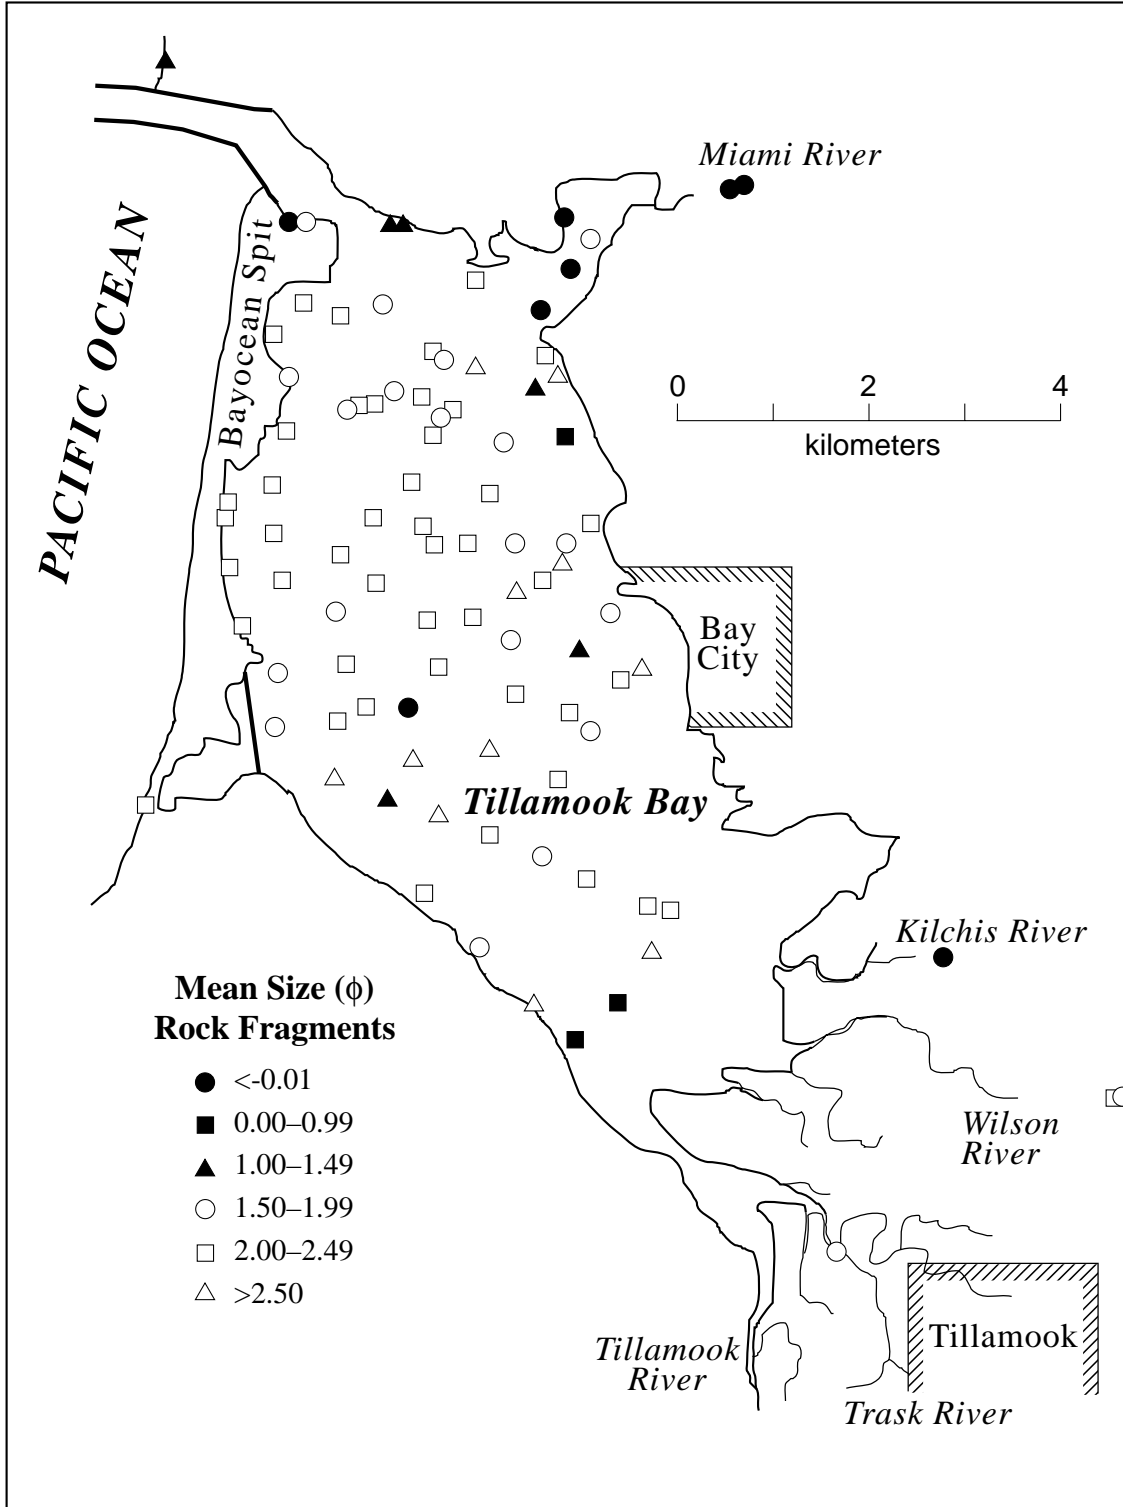 Miami River
PACIFIC OCEAN
Bayocean Spit
0 2 4
kilometers
Bay
City
Tillamook Bay
Kilchis River
Mean Size (ϕ)
Rock Fragments
<-0.01
0.00–0.99
1.00–1.49
1.50–1.99
2.00–2.49
>2.50
Wilson
River
Tillamook
Tillamook
River
Trask River